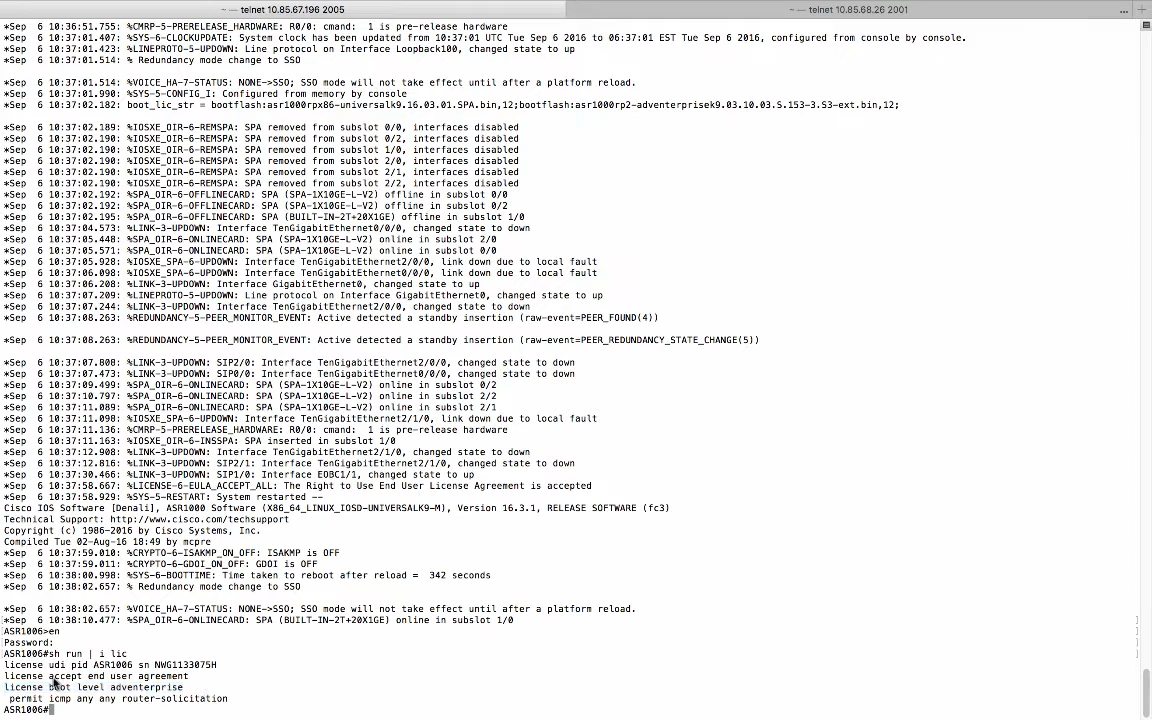 ~ — telnet 10.85.67.196 2005
~ — telnet 10.85.68.26 2001
*Sep  6 10:36:51.755: %CMRP-5-PRERELEASE_HARDWARE: R0/0: cmand:  1 is pre-release hardware
*Sep  6 10:37:01.407: %SYS-6-CLOCKUPDATE: System clock has been updated from 10:37:01 UTC Tue Sep 6 2016 to 06:37:01 EST Tue Sep 6 2016, configured from console by console.
*Sep  6 10:37:01.423: %LINEPROTO-5-UPDOWN: Line protocol on Interface Loopback100, changed state to up
*Sep  6 10:37:01.514: % Redundancy mode change to SSO
*Sep  6 10:37:01.514: %VOICE_HA-7-STATUS: NONE->SSO; SSO mode will not take effect until after a platform reload.
*Sep  6 10:37:01.990: %SYS-5-CONFIG_I: Configured from memory by console
*Sep  6 10:37:02.182: boot_lic_str = bootflash:asr1000rpx86-universalk9.16.03.01.SPA.bin,12;bootflash:asr1000rp2-adventerprisek9.03.10.03.S.153-3.S3-ext.bin,12;
*Sep  6 10:37:02.189: %IOSXE_OIR-6-REMSPA: SPA removed from subslot 0/0, interfaces disabled
*Sep  6 10:37:02.190: %IOSXE_OIR-6-REMSPA: SPA removed from subslot 0/2, interfaces disabled
*Sep  6 10:37:02.190: %IOSXE_OIR-6-REMSPA: SPA removed from subslot 1/0, interfaces disabled
*Sep  6 10:37:02.190: %IOSXE_OIR-6-REMSPA: SPA removed from subslot 2/0, interfaces disabled
*Sep  6 10:37:02.190: %IOSXE_OIR-6-REMSPA: SPA removed from subslot 2/1, interfaces disabled
*Sep  6 10:37:02.190: %IOSXE_OIR-6-REMSPA: SPA removed from subslot 2/2, interfaces disabled
*Sep  6 10:37:02.192: %SPA_OIR-6-OFFLINECARD: SPA (SPA-1X10GE-L-V2) offline in subslot 0/0
*Sep  6 10:37:02.192: %SPA_OIR-6-OFFLINECARD: SPA (SPA-1X10GE-L-V2) offline in subslot 0/2
*Sep  6 10:37:02.195: %SPA_OIR-6-OFFLINECARD: SPA (BUILT-IN-2T+20X1GE) offline in subslot 1/0
*Sep  6 10:37:04.573: %LINK-3-UPDOWN: Interface TenGigabitEthernet0/0/0, changed state to down
*Sep  6 10:37:05.448: %SPA_OIR-6-ONLINECARD: SPA (SPA-1X10GE-L-V2) online in subslot 2/0
*Sep  6 10:37:05.571: %SPA_OIR-6-ONLINECARD: SPA (SPA-1X10GE-L-V2) online in subslot 0/0
*Sep  6 10:37:05.928: %IOSXE_SPA-6-UPDOWN: Interface TenGigabitEthernet2/0/0, link down due to local fault
*Sep  6 10:37:06.098: %IOSXE_SPA-6-UPDOWN: Interface TenGigabitEthernet0/0/0, link down due to local fault
*Sep  6 10:37:06.208: %LINK-3-UPDOWN: Interface GigabitEthernet0, changed state to up
*Sep  6 10:37:07.209: %LINEPROTO-5-UPDOWN: Line protocol on Interface GigabitEthernet0, changed state to up
*Sep  6 10:37:07.244: %LINK-3-UPDOWN: Interface TenGigabitEthernet2/0/0, changed state to down
*Sep  6 10:37:08.263: %REDUNDANCY-5-PEER_MONITOR_EVENT: Active detected a standby insertion (raw-event=PEER_FOUND(4))
*Sep  6 10:37:08.263: %REDUNDANCY-5-PEER_MONITOR_EVENT: Active detected a standby insertion (raw-event=PEER_REDUNDANCY_STATE_CHANGE(5))
*Sep  6 10:37:07.808: %LINK-3-UPDOWN: SIP2/0: Interface TenGigabitEthernet2/0/0, changed state to down
*Sep  6 10:37:07.473: %LINK-3-UPDOWN: SIP0/0: Interface TenGigabitEthernet0/0/0, changed state to down
*Sep  6 10:37:09.499: %SPA_OIR-6-ONLINECARD: SPA (SPA-1X10GE-L-V2) online in subslot 0/2
*Sep  6 10:37:10.797: %SPA_OIR-6-ONLINECARD: SPA (SPA-1X10GE-L-V2) online in subslot 2/2
*Sep  6 10:37:11.089: %SPA_OIR-6-ONLINECARD: SPA (SPA-1X10GE-L-V2) online in subslot 2/1
*Sep  6 10:37:11.098: %IOSXE_SPA-6-UPDOWN: Interface TenGigabitEthernet2/1/0, link down due to local fault
*Sep  6 10:37:11.136: %CMRP-5-PRERELEASE_HARDWARE: R0/0: cmand:  1 is pre-release hardware
*Sep  6 10:37:11.163: %IOSXE_OIR-6-INSSPA: SPA inserted in subslot 1/0
*Sep  6 10:37:12.908: %LINK-3-UPDOWN: Interface TenGigabitEthernet2/1/0, changed state to down
*Sep  6 10:37:12.816: %LINK-3-UPDOWN: SIP2/1: Interface TenGigabitEthernet2/1/0, changed state to down
*Sep  6 10:37:30.466: %LINK-3-UPDOWN: SIP1/0: Interface EOBC1/1, changed state to up
*Sep  6 10:37:58.667: %LICENSE-6-EULA_ACCEPT_ALL: The Right to Use End User License Agreement is accepted
*Sep  6 10:37:58.929: %SYS-5-RESTART: System restarted --
Cisco IOS Software [Denali], ASR1000 Software (X86_64_LINUX_IOSD-UNIVERSALK9-M), Version 16.3.1, RELEASE SOFTWARE (fc3)
Technical Support: http://www.cisco.com/techsupport
Copyright (c) 1986-2016 by Cisco Systems, Inc.
Compiled Tue 02-Aug-16 18:49 by mcpre
*Sep  6 10:37:59.010: %CRYPTO-6-ISAKMP_ON_OFF: ISAKMP is OFF
*Sep  6 10:37:59.011: %CRYPTO-6-GDOI_ON_OFF: GDOI is OFF
*Sep  6 10:38:00.998: %SYS-6-BOOTTIME: Time taken to reboot after reload =  342 seconds
*Sep  6 10:38:02.657: % Redundancy mode change to SSO
*Sep  6 10:38:02.657: %VOICE_HA-7-STATUS: NONE->SSO; SSO mode will not take effect until after a platform reload.
*Sep  6 10:38:10.477: %SPA_OIR-6-ONLINECARD: SPA (BUILT-IN-2T+20X1GE) online in subslot 1/0
ASR1006>en
Password:
ASR1006#sh run | i lic
license udi pid ASR1006 sn NWG1133075H
license accept end user agreement
license boot level adventerprise
 permit icmp any any router-solicitation
ASR1006#